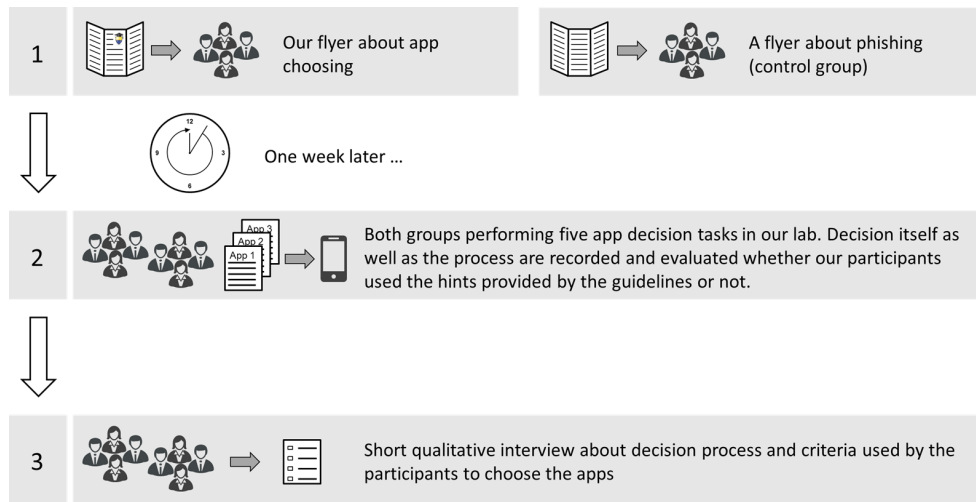 1
Our flyer about app
choosing
A flyer about phishing
(control group)
12
9
3
6
One week later ...
2
App 3
App 2
App 1
Both groups performing five app decision tasks in our lab. Decision itself as
well as the process are recorded and evaluated whether our participants
used the hints provided by the guidelines or not.
3
Short qualitative interview about decision process and criteria used by the
participants to choose the apps